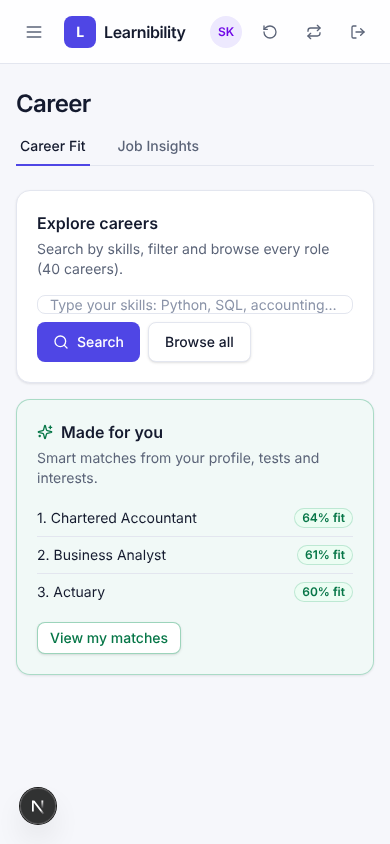 L Learnibility SK
Career
Career Fit Job Insights
Explore careers
Search by skills, filter and browse every role
(40 careers).
Type your skills: Python, SQL, accounting...
Search Browse all
Made for you
Smart matches from your profile, tests and
interests.
1. Chartered Accountant 64% fit
2. Business Analyst 61% fit
3. Actuary 60% fit
View my matches
N